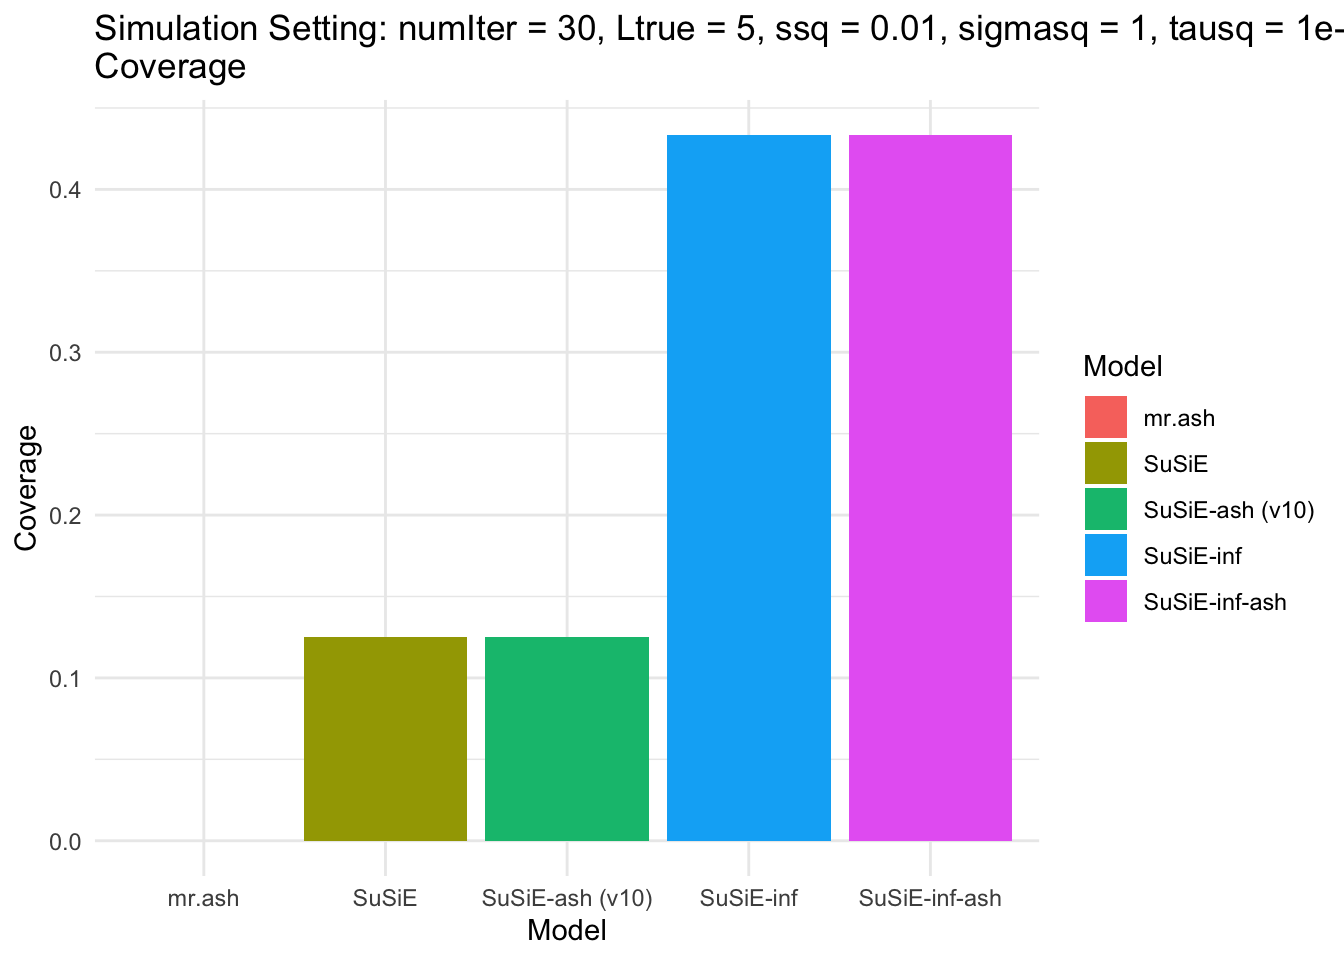 Simulation Setting: numIter = 30, Ltrue = 5, ssq = 0.01, sigmasq = 1, tausq = 1e-
Coverage
0.4
0.3
0.2
0.1
0.0
Coverage
mr.ash
SuSiE
SuSiE-ash (v10)
SuSiE-inf
SuSiE-inf-ash
Model
Model
mr.ash
SuSiE
SuSiE-ash (v10)
SuSiE-inf
SuSiE-inf-ash